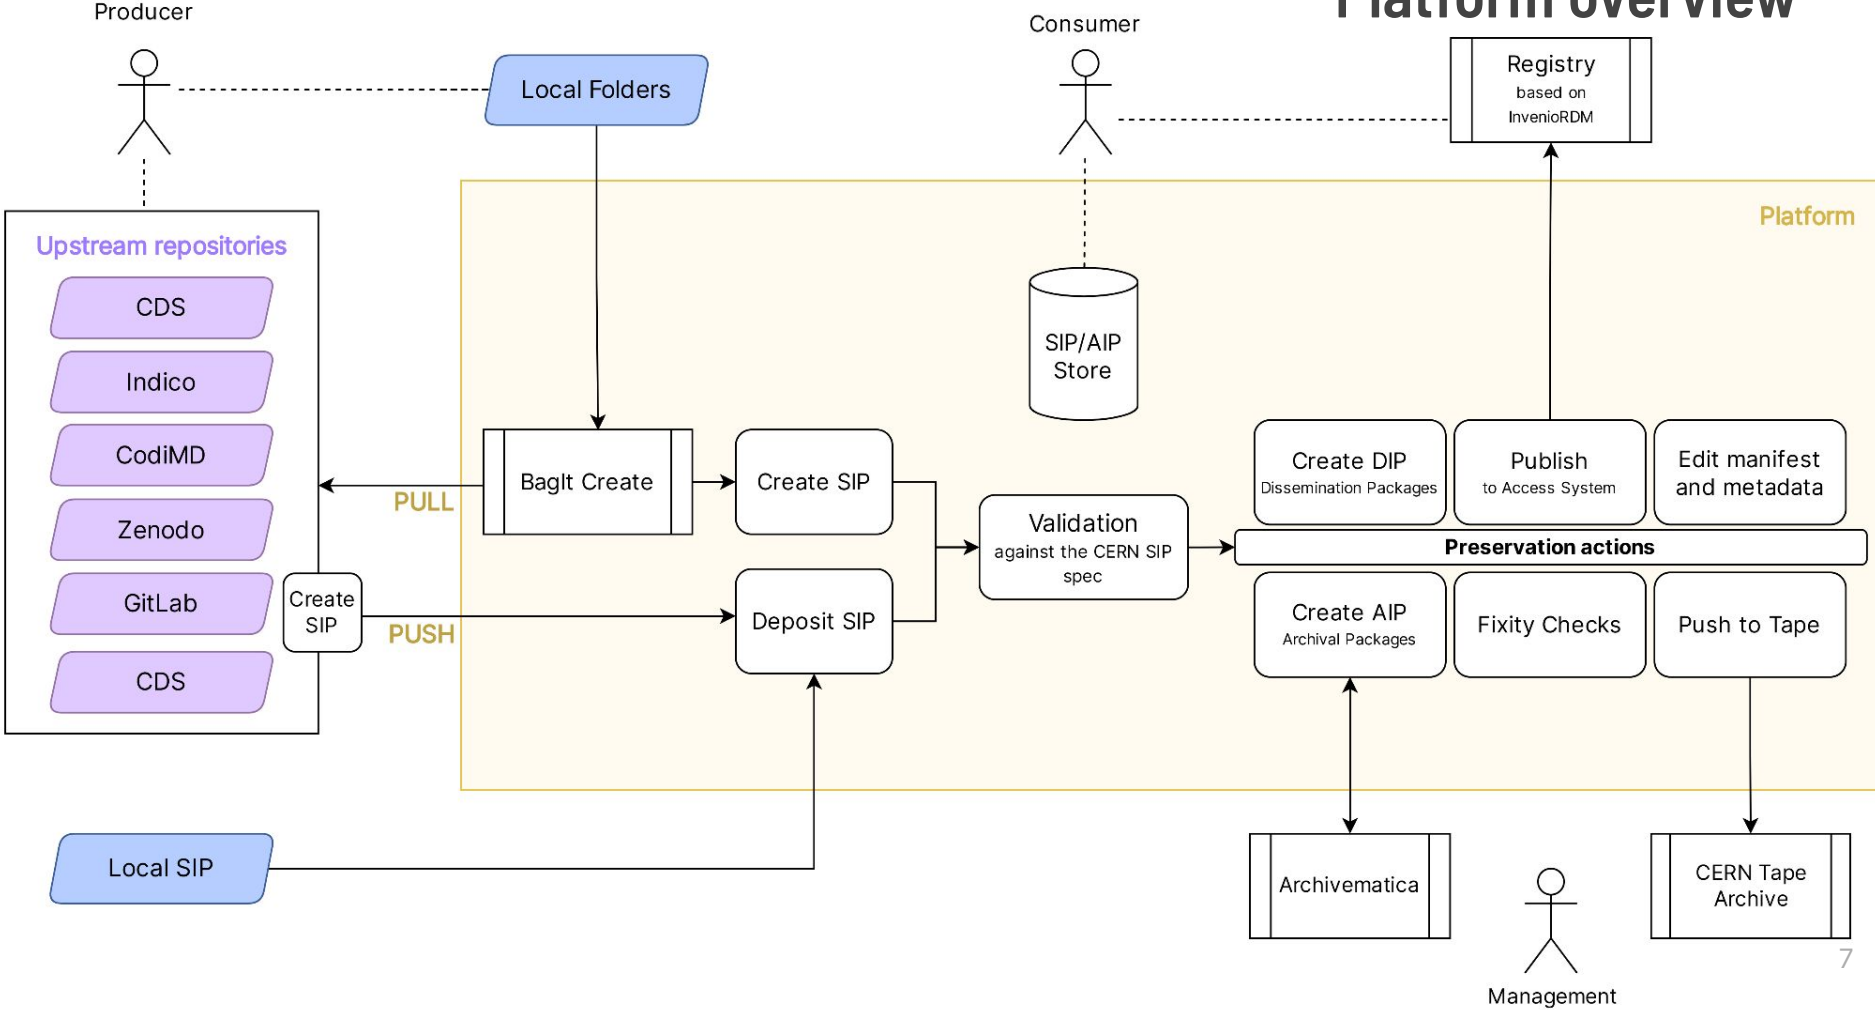 Platform overview
Producer
Consumer
Local Folders
Registry
based on
InvenioRDM
Platform
Upstream repositories
CDS
Indico
CodiMD
Zenodo
GitLab
CDS
Create
SIP
PULL
PUSH
SIP/AIP
Store
BagIt Create
Create SIP
Deposit SIP
Validation
against the CERN SIP
spec
Create DIP
Dissemination Packages
Publish
to Access System
Edit manifest
and metadata
Preservation actions
Create AIP
Archival Packages
Fixity Checks
Push to Tape
Local SIP
Archivematica
CERN Tape
Archive
Management
7